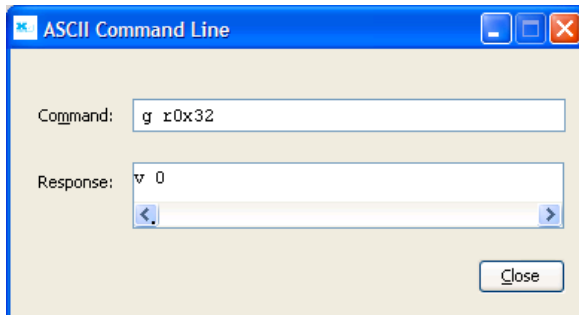 ASCII Command Line
Command: g r0x32
Response: v 0
Close